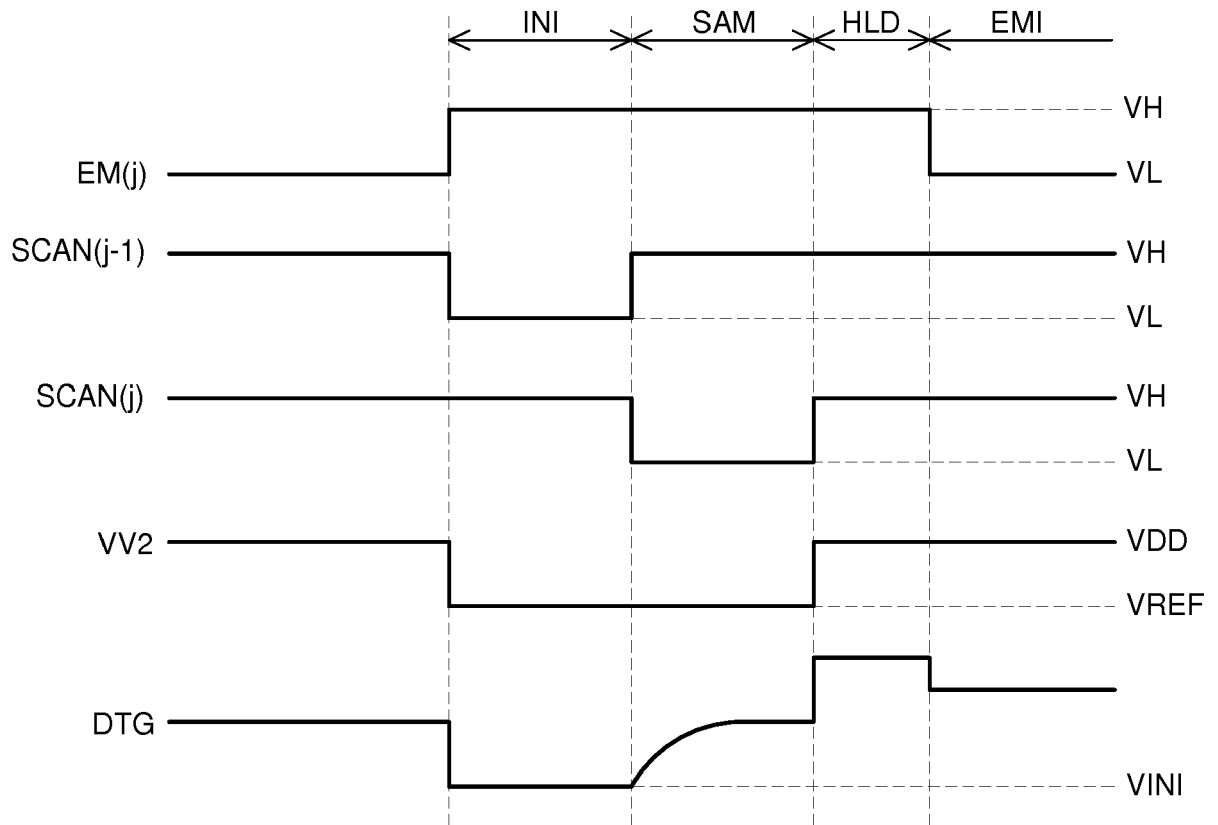 INI SAM HLD EMI
VH
EM(j) VL
SCAN(j-1) VH
VL
SCAN(j) VH
VL
VV2 VDD
VREF
DTG
VINI